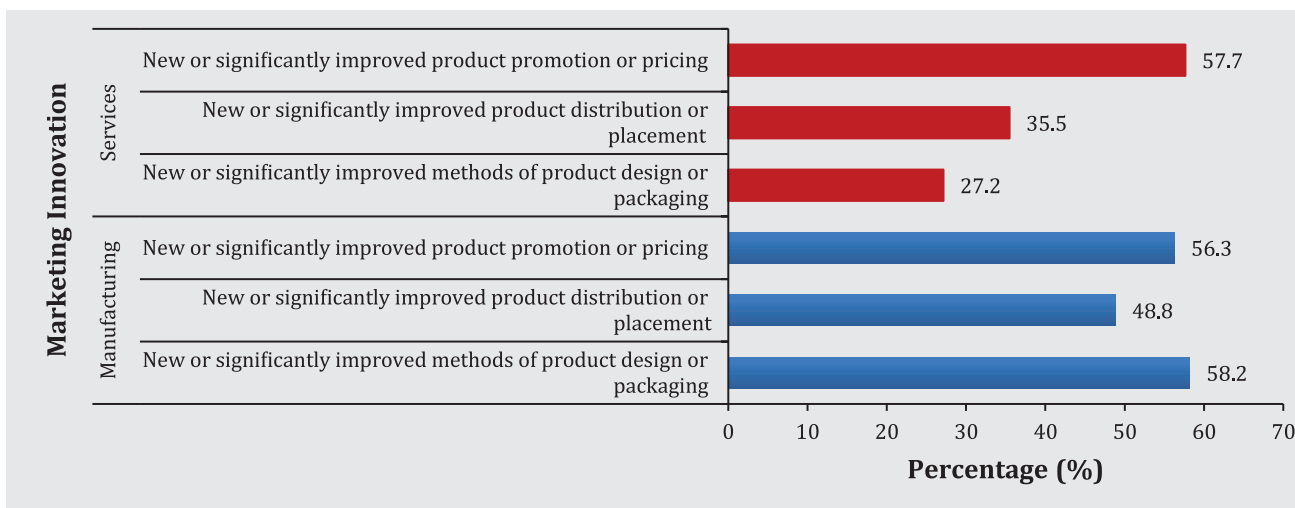 Marketing Innovation
Services
New or significantly improved product promotion or pricing
57.7
New or significantly improved product distribution or
placement
35.5
New or significantly improved methods of product design or
packaging
27.2
Manufacturing
New or significantly improved product promotion or pricing
56.3
New or significantly improved product distribution or
placement
48.8
New or significantly improved methods of product design or
packaging
58.2
0 10 20 30 40 50 60 70
Percentage (%)